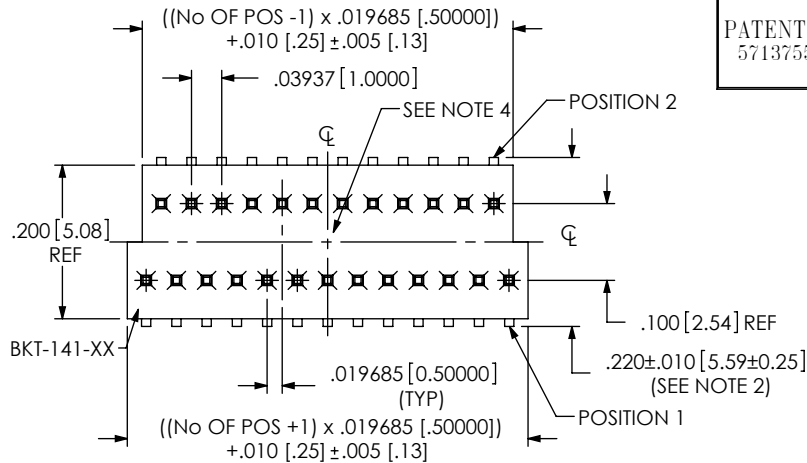 ((No OF POS -1) x .019685 [.50000])
+.010 [.25] ±.005 [.13]
PATENT
571375
.03937 [1.0000]
SEE NOTE 4
POSITION 2
℄
.200 [5.08]
REF
℄
BKT-141-XX
.100 [2.54] REF
.019685 [0.50000]
(TYP)
.220±.010 [5.59±0.25]
(SEE NOTE 2)
POSITION 1
((No OF POS +1) x .019685 [.50000])
+.010 [.25] ±.005 [.13]